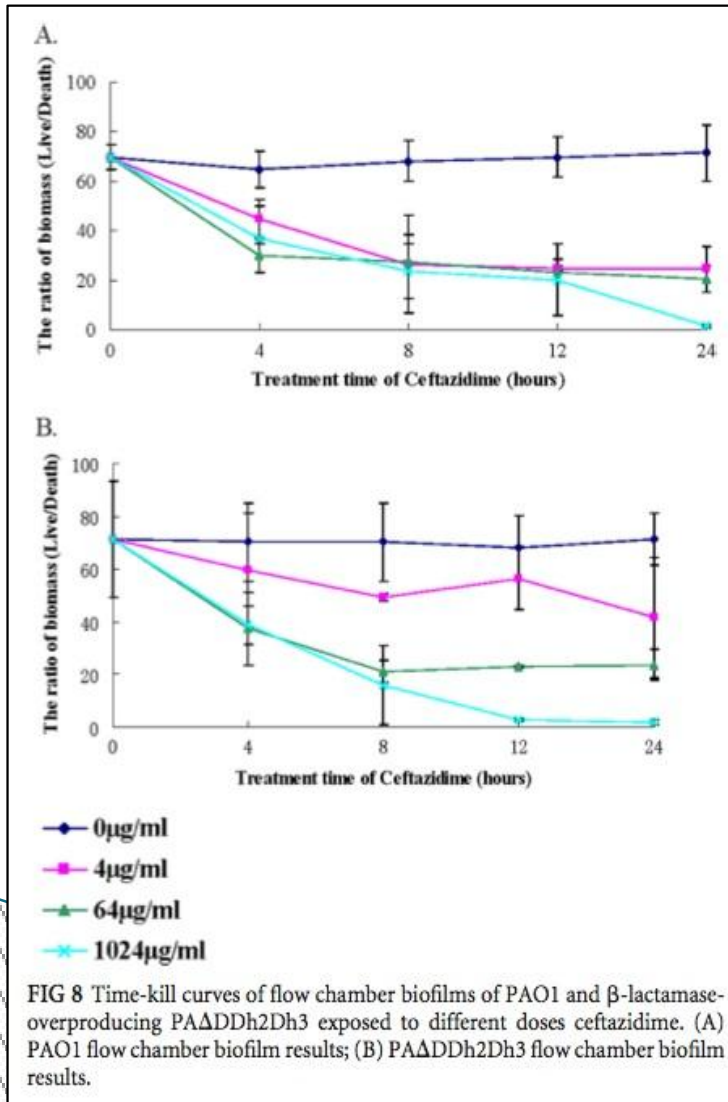 A.
The ratio of biomass (Live/Death)
100
80
60
40
20
0
0 4 8 12 24
Treatment time of Ceftazidime (hours)
B.
The ratio of biomass (Live/Death)
100
80
60
40
20
0
0 4 8 12 24
Treatment time of Ceftazidime (hours)
0μg/ml
4μg/ml
64μg/ml
1024μg/ml
FIG 8 Time-kill curves of flow chamber biofilms of PAO1 and β-lactamase-
overproducing PAΔDDh2Dh3 exposed to different doses ceftazidime. (A)
PAO1 flow chamber biofilm results; (B) PAΔDDh2Dh3 flow chamber biofilm
results.